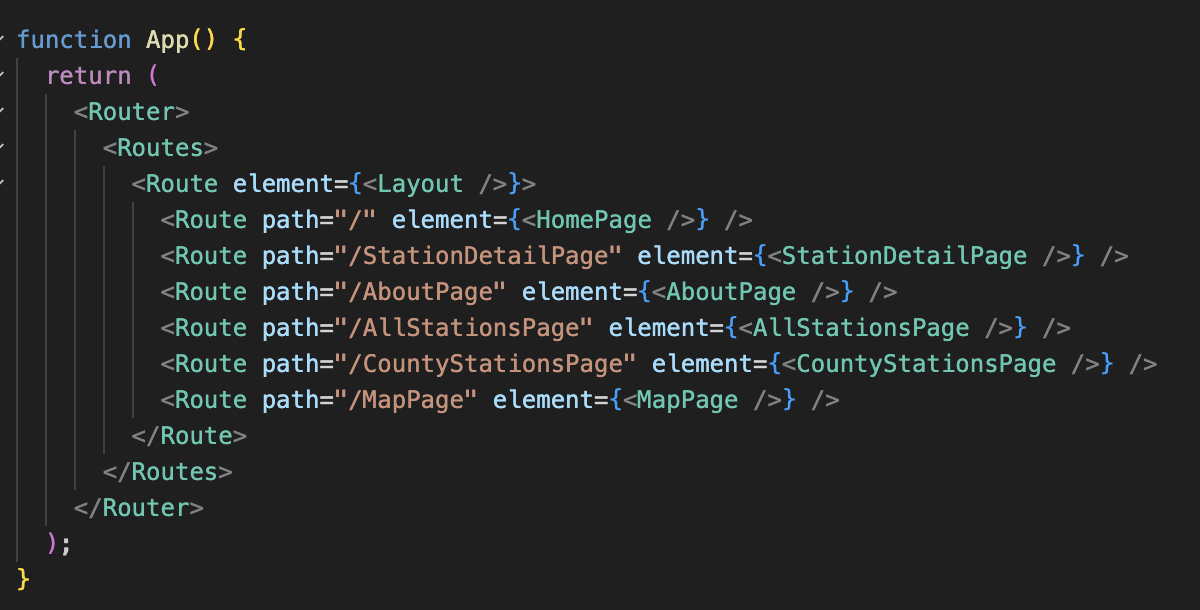 function App() {
  return (
    <Router>
      <Routes>
        <Route element={<Layout />}>
          <Route path="/" element={<HomePage />} />
          <Route path="/StationDetailPage" element={<StationDetailPage />} />
          <Route path="/AboutPage" element={<AboutPage />} />
          <Route path="/AllStationsPage" element={<AllStationsPage />} />
          <Route path="/CountyStationsPage" element={<CountyStationsPage />} />
          <Route path="/MapPage" element={<MapPage />} />
        </Route>
      </Routes>
    </Router>
  );
}